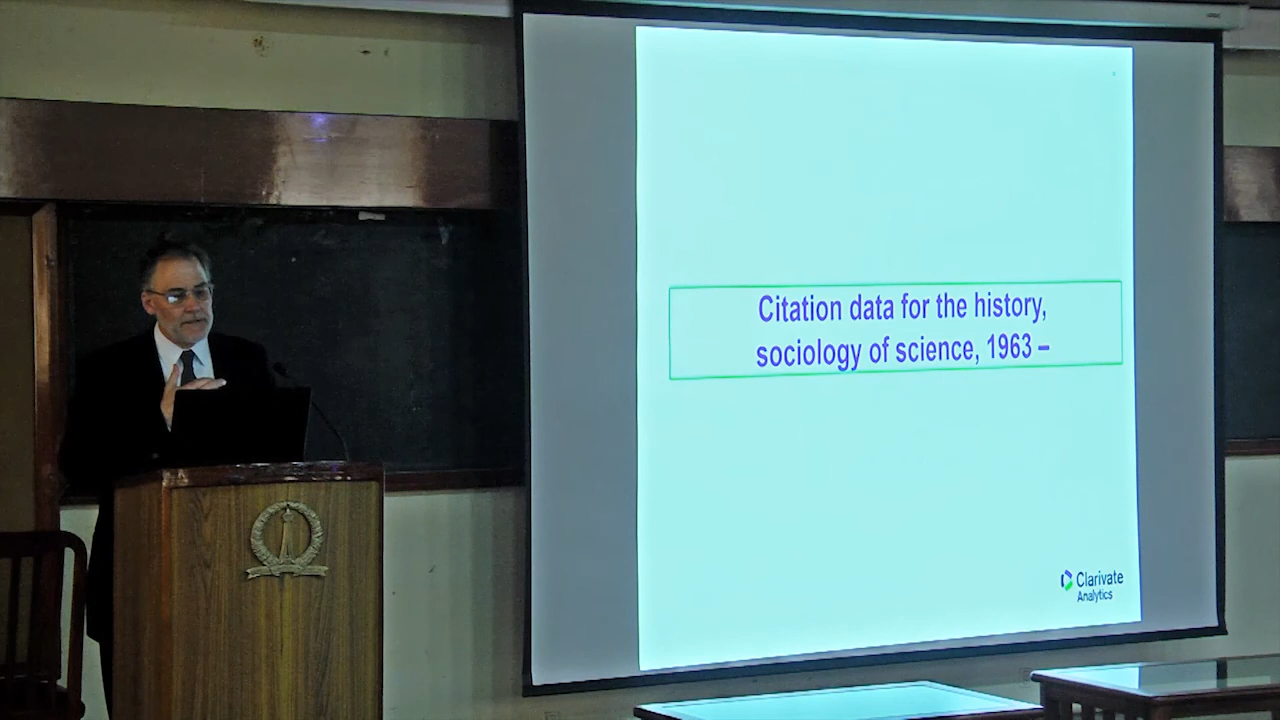 Citation data for the history,
sociology of science, 1963 –
Clarivate
Analytics